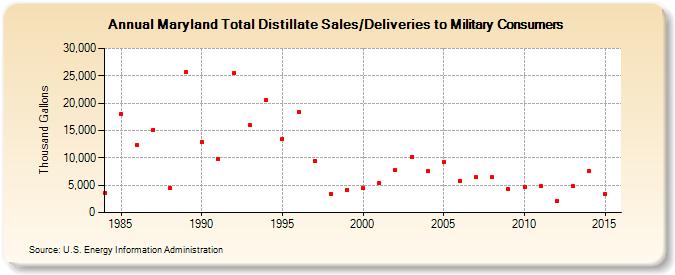 Annual Maryland Total Distillate Sales/Deliveries to Military Consumers
Thousand Gallons
30,000
25,000
20,000
15,000
10,000
5,000
0
1985 1990 1995 2000 2005 2010 2015
Source: U.S. Energy Information Administration